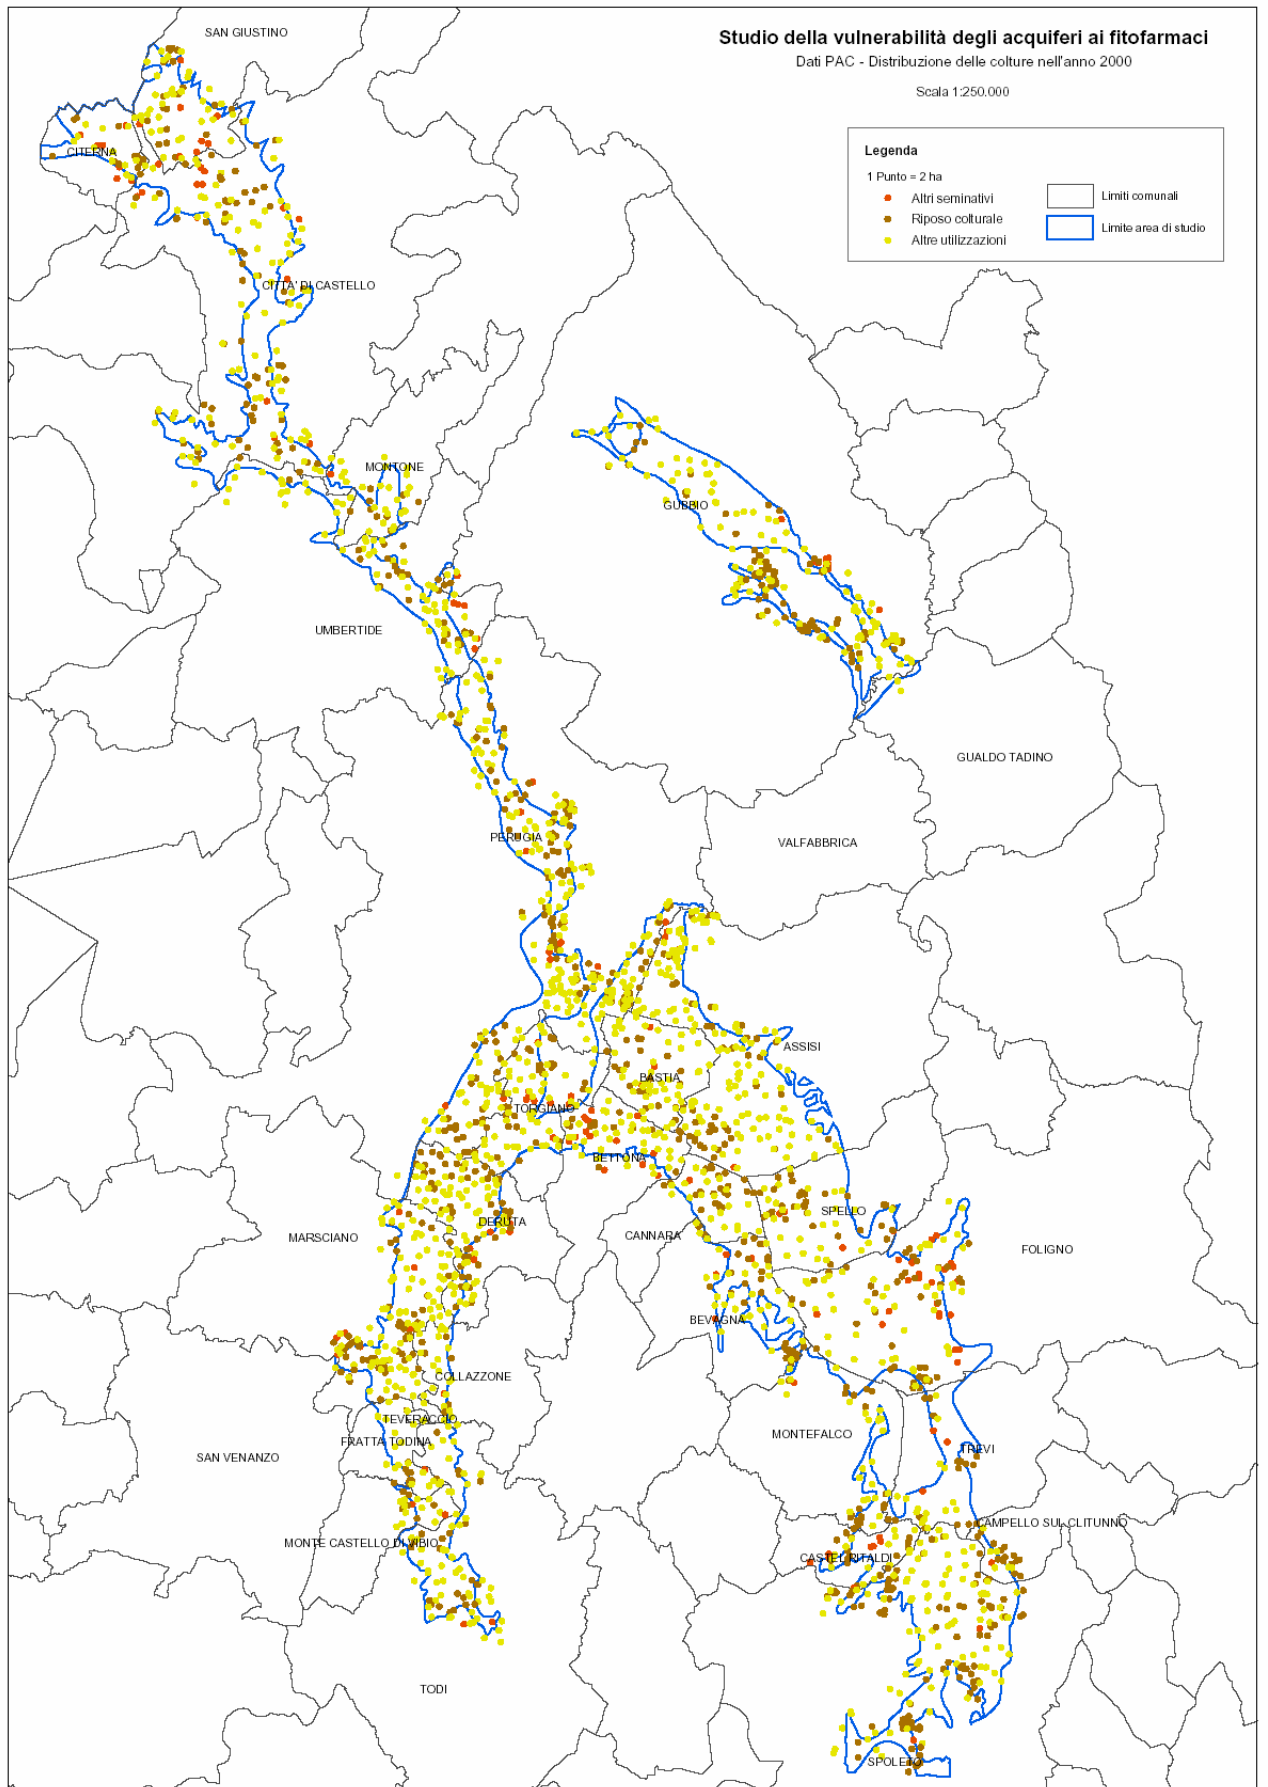 Studio della vulnerabilità degli acquiferi ai fitofarmaci
Dati PAC - Distribuzione delle colture nell'anno 2000
Scala 1:250.000
Legenda
1 Punto = 2 ha
Altri seminativi
Riposo colturale
Altre utilizzazioni
Limiti comunali
Limite area di studio
SAN GIUSTINO
CITERNA
CITTA' DI CASTELLO
MONTONE
GUBBIO
UMBERTIDE
GUALDO TADINO
PERUGIA
VALFABBRICA
ASSISI
BASTIA
TORGIANO
BETTONA
DERUTA
SPELLO
MARSCIANO
CANNARA
FOLIGNO
BEVAGNA
COLLAZZONE
TEVERACCIO
FRATTA TODINA
MONTEFALCO
TREVI
SAN VENANZO
CAMPELLO SUL CLITUNNO
MONTE CASTELLO DI VIBIO
CASTEL RITALDI
TODI
SPOLETO